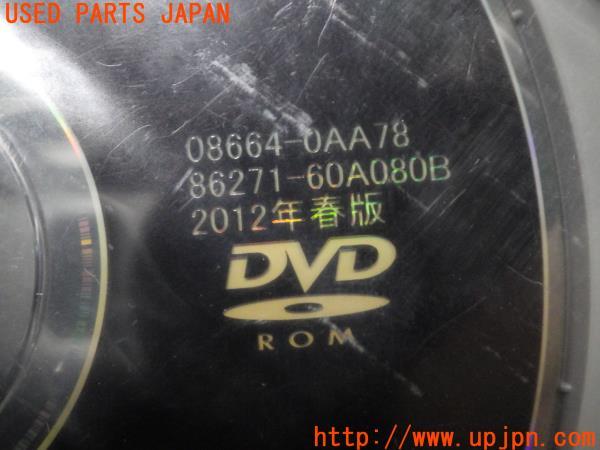 USED PARTS JAPAN
08664-0AA78
86271-60A080B
2012年春版
DVD
ROM
http://www.upjpn.com